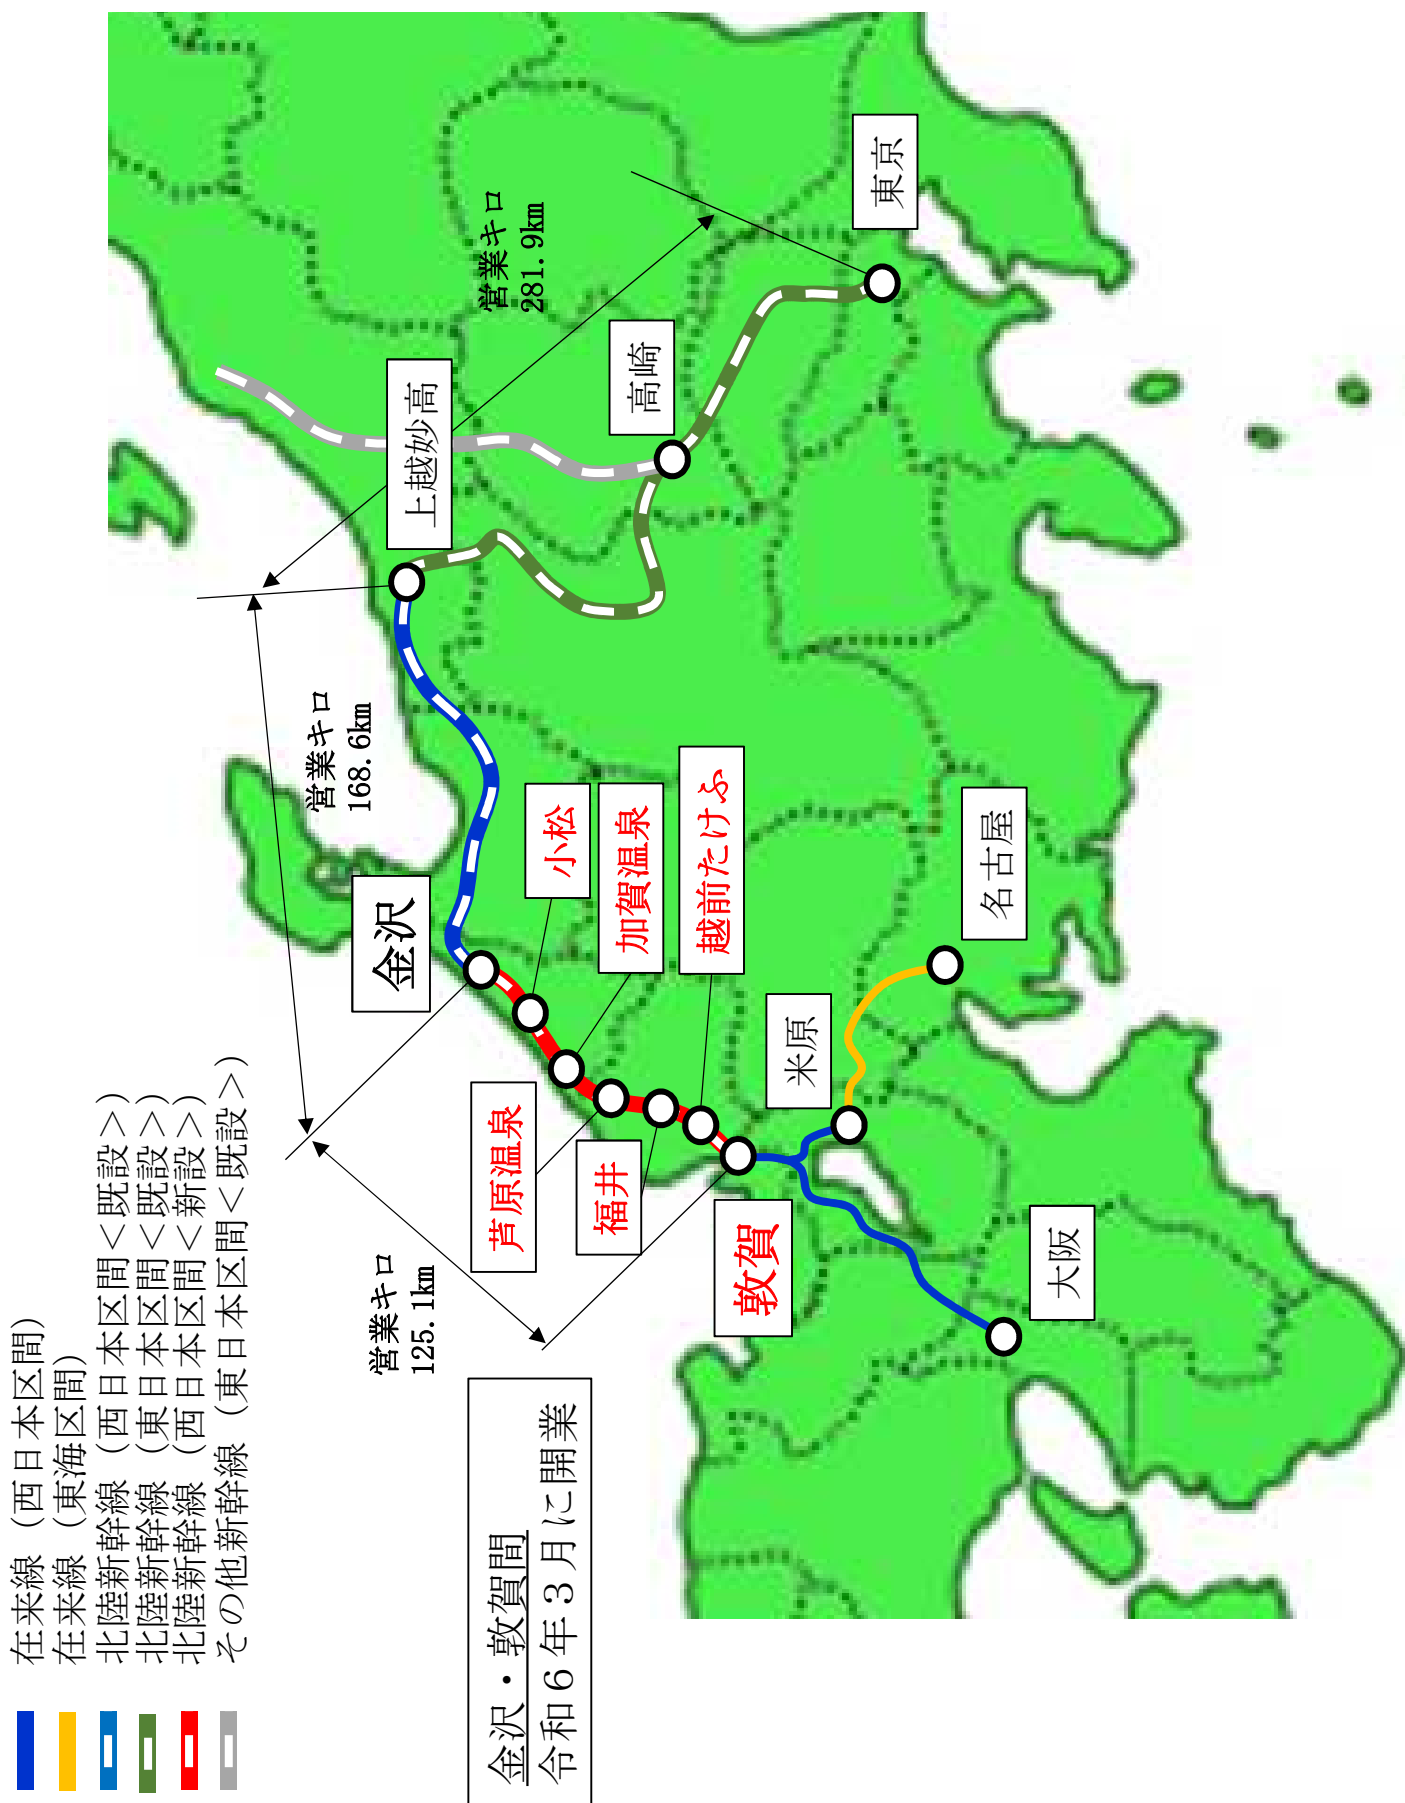 在来線（西日本区間）
在来線（東海区間）
北陸新幹線（西日本区間＜既設＞）
北陸新幹線（東日本区間＜既設＞）
北陸新幹線（西日本区間＜新設＞）
その他新幹線（東日本区間＜既設＞）
金沢・敦賀間
令和６年３月に開業
営業キロ
125.1km
営業キロ
168.6km
営業キロ
281.9km
金沢
上越妙高
高崎
東京
小松
加賀温泉
越前たけふ
芦原温泉
福井
敦賀
米原
名古屋
大阪